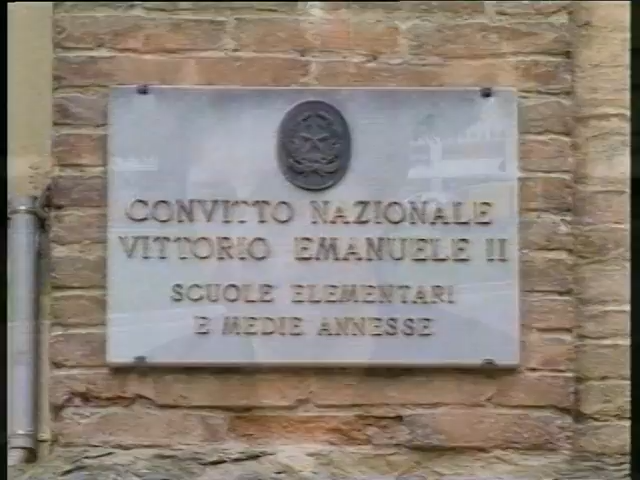 CONVITTO NAZIONALE
VITTORIO EMANUELE II
SCUOLE ELEMENTARI
E MEDIE ANNESSE